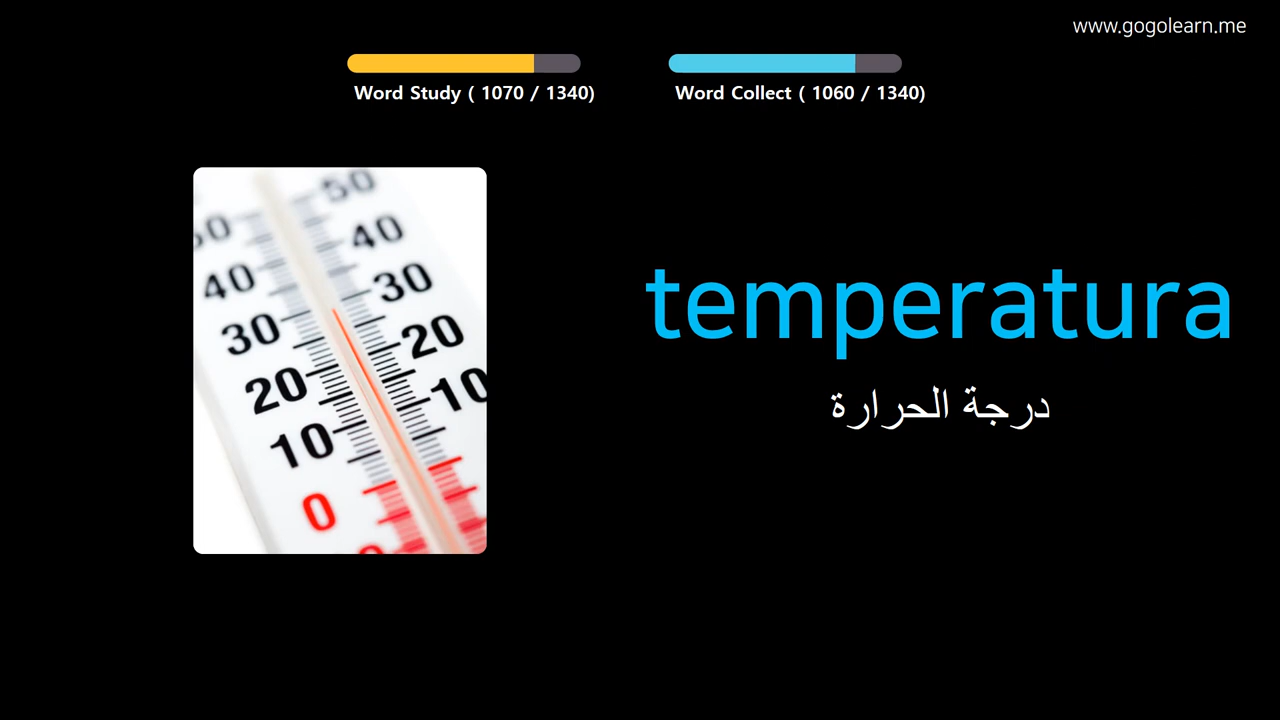 www.gogolearn.me
Word Study ( 1070 / 1340)
Word Collect ( 1060 / 1340)
50
50
40
40
30
30
20
20
10
10
0
temperatura
درجة الحرارة